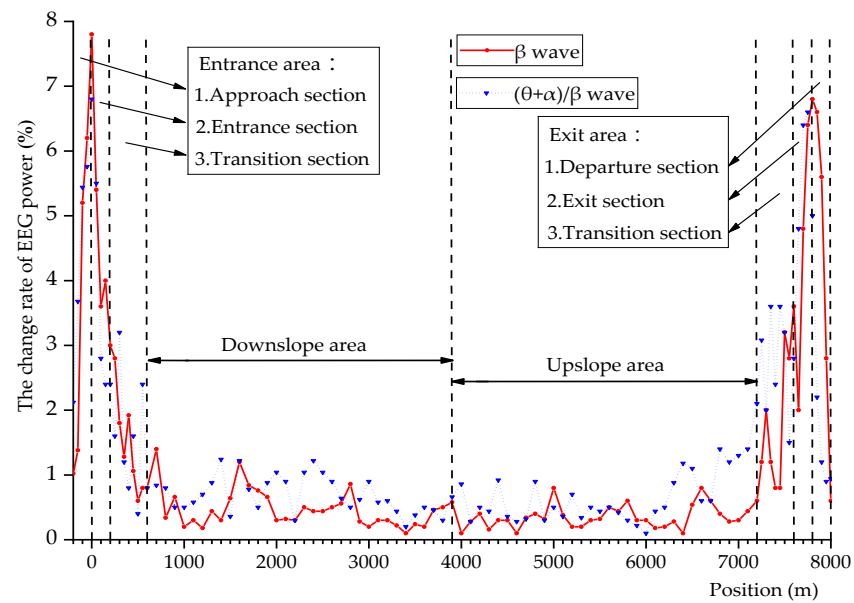 The change rate of EEG power (%)
8
7
6
5
4
3
2
1
0
Entrance area：
1.Approach section
2.Entrance section
3.Transition section
β wave
(θ+α)/β wave
Exit area：
1.Departure section
2.Exit section
3.Transition section
Downslope area
Upslope area
0 1000 2000 3000 4000 5000 6000 7000 8000
Position (m)